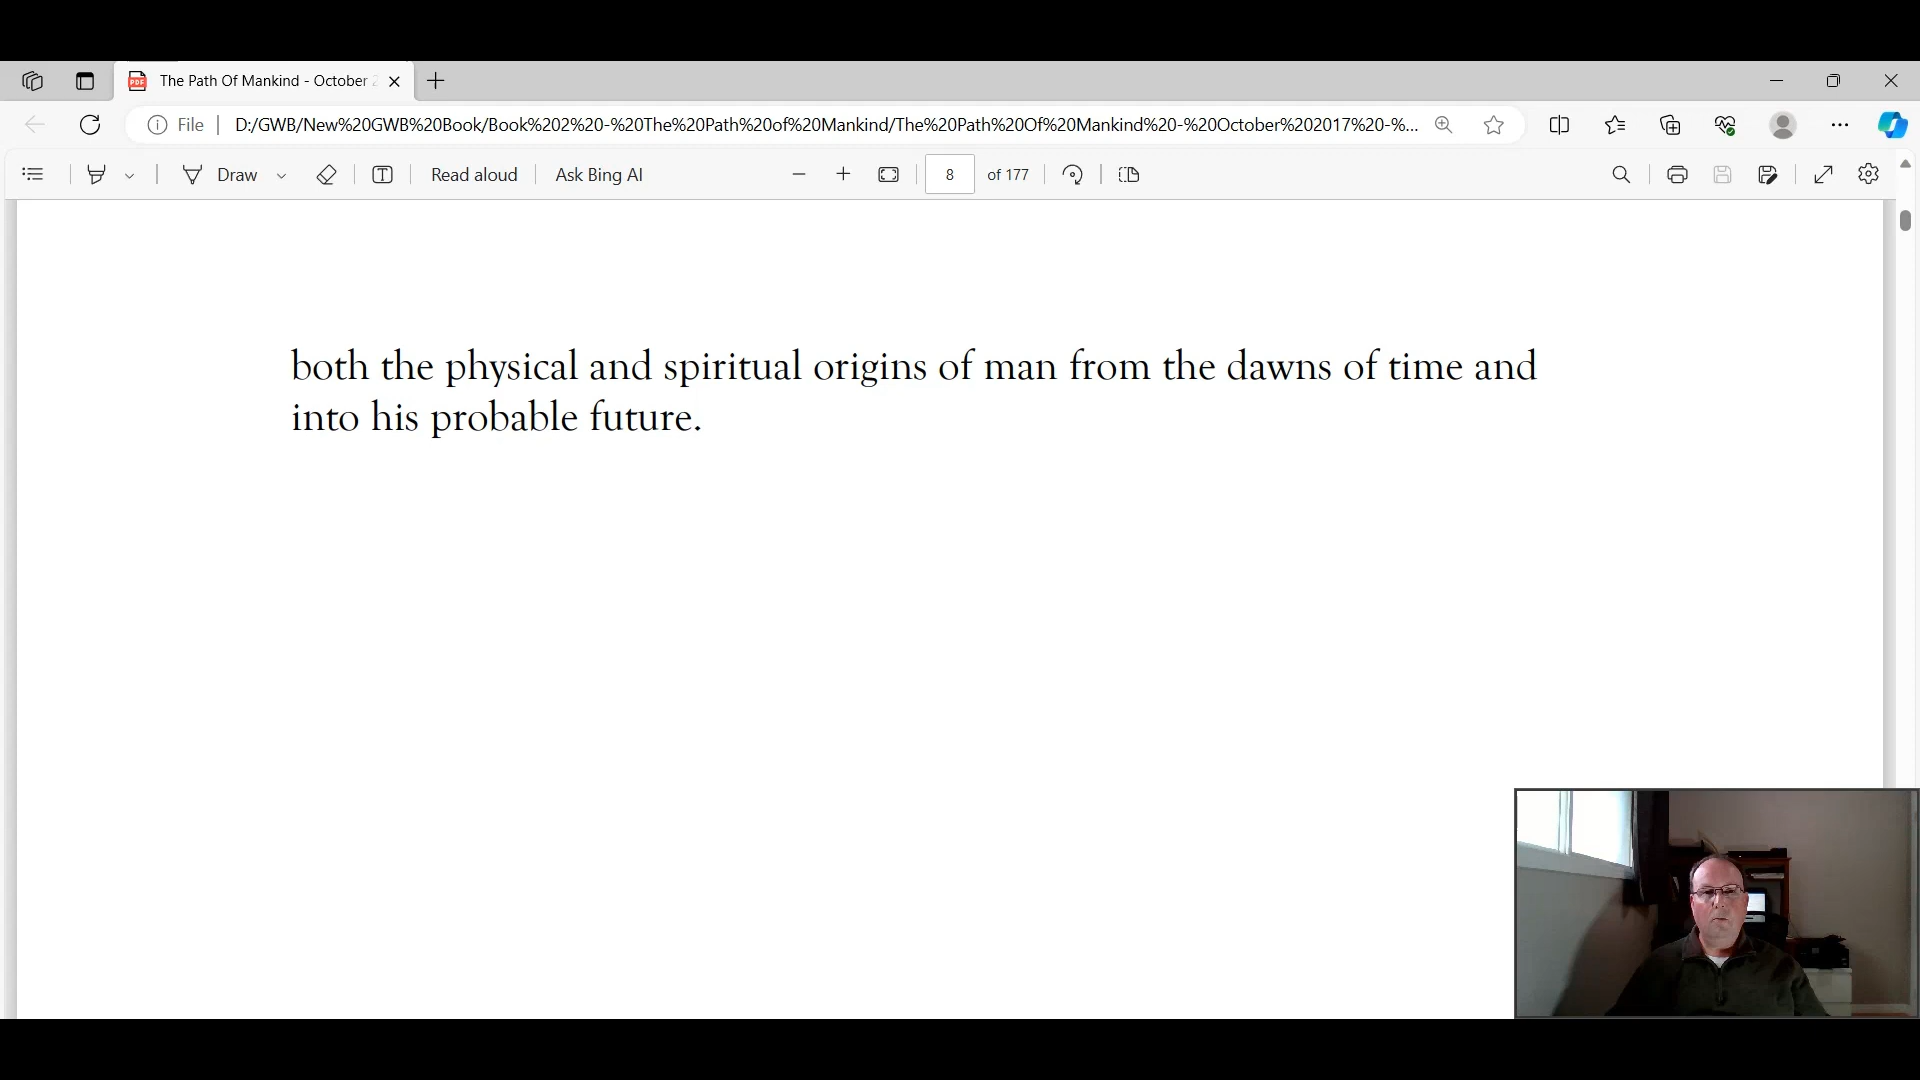 The Path Of Mankind - October
File
D:/GWB/New%20GWB%20Book/Book%202%20-%20The%20Path%20of%20Mankind/The%20Path%20Of%20Mankind%20-%20October%202017%20-%...
Draw
Read aloud
Ask Bing AI
8
of 177
both the physical and spiritual origins of man from the dawns of time and
into his probable future.